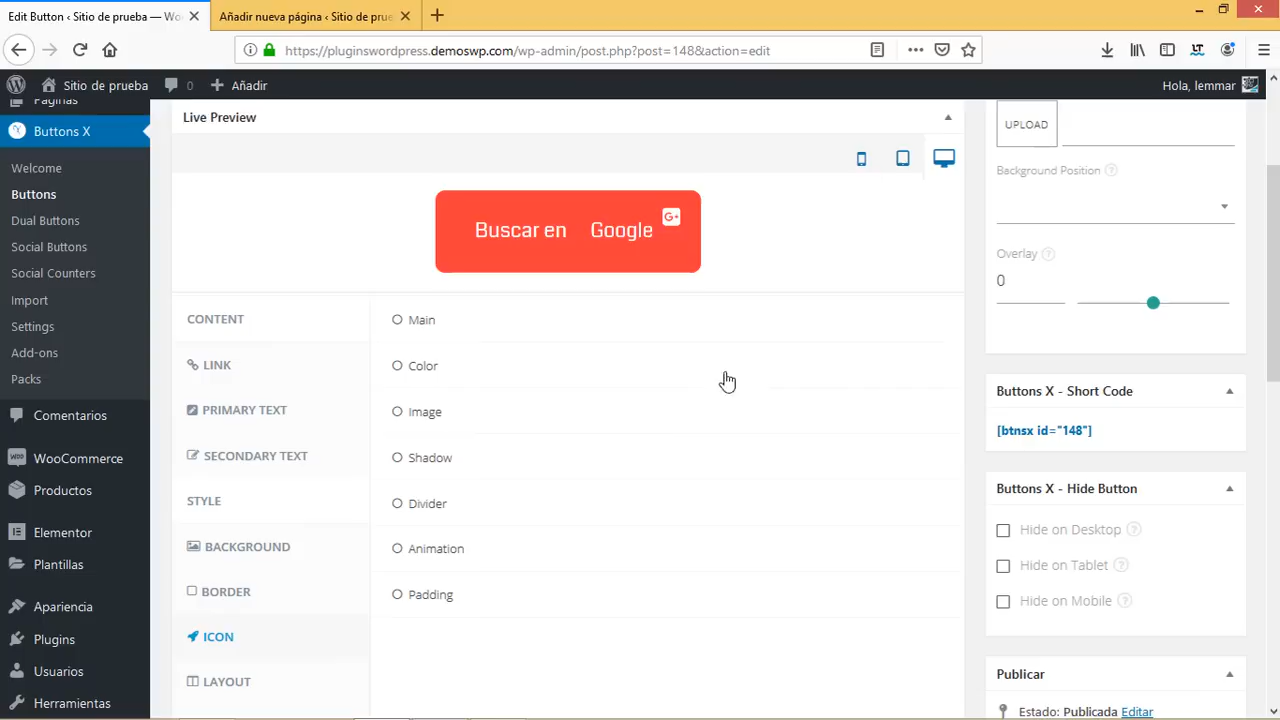 Edit Button ‹ Sitio de prueba — Wo
Añadir nueva página ‹ Sitio de prue
https://pluginswordpress.demoswp.com/wp-admin/post.php?post=148&action=edit
Sitio de prueba
0
Añadir
Hola, lemmar
Páginas
Buttons X
Welcome
Buttons
Dual Buttons
Social Buttons
Social Counters
Import
Settings
Add-ons
Packs
Comentarios
WooCommerce
Productos
Elementor
Plantillas
Apariencia
Plugins
Usuarios
Herramientas
Live Preview
Buscar en Google G+
CONTENT
LINK
PRIMARY TEXT
SECONDARY TEXT
STYLE
BACKGROUND
BORDER
ICON
LAYOUT
Main
Color
Image
Shadow
Divider
Animation
Padding
UPLOAD
Background Position ?
Overlay ?
0
Buttons X - Short Code
[btnsx id="148"]
Buttons X - Hide Button
Hide on Desktop ?
Hide on Tablet ?
Hide on Mobile ?
Publicar
Estado: Publicada Editar